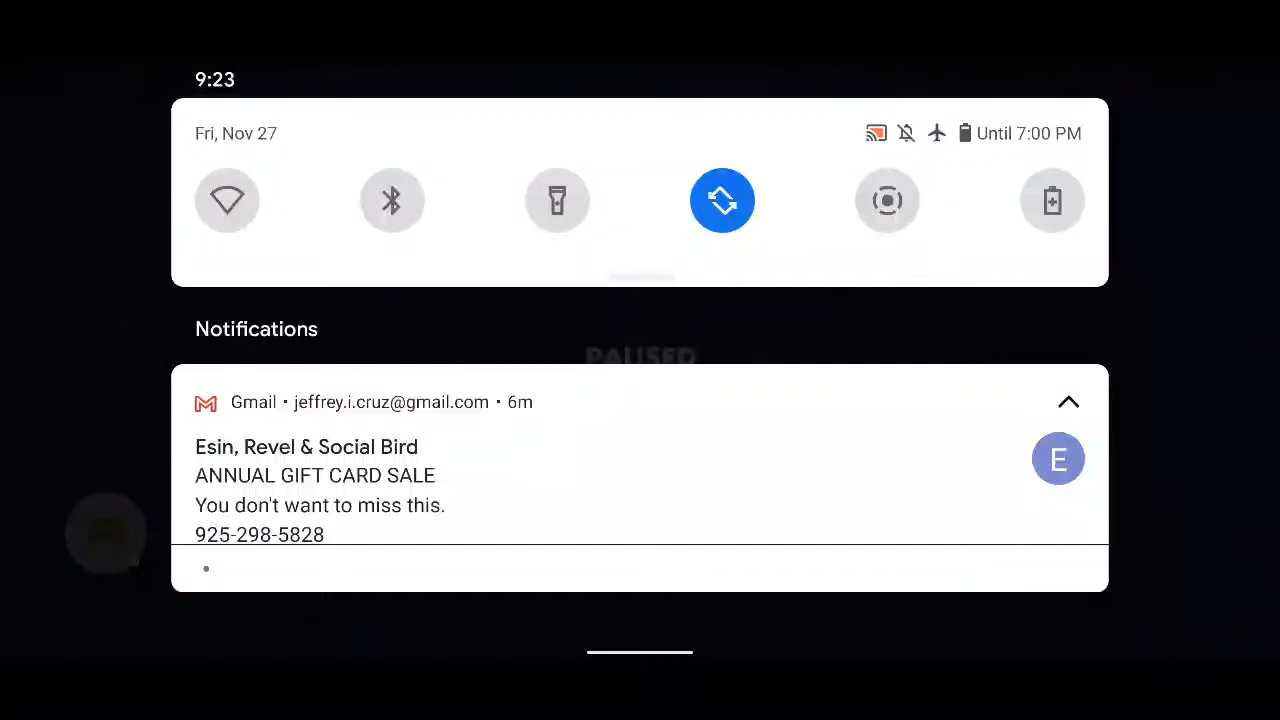 9:23
Fri, Nov 27
Until 7:00 PM
Notifications
PAUSED
Gmail • jeffrey.i.cruz@gmail.com • 6m
Esin, Revel & Social Bird
E
ANNUAL GIFT CARD SALE
You don't want to miss this.
925-298-5828